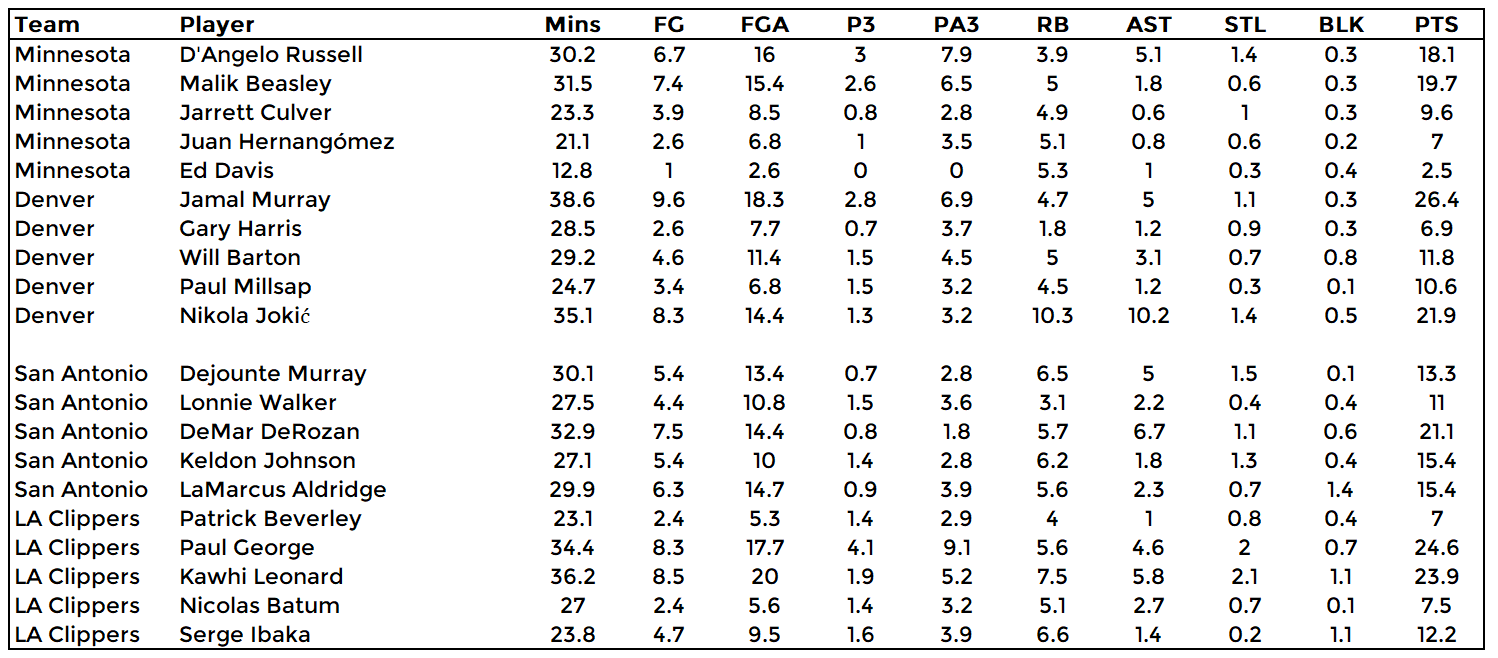 Team Player Mins FG FGA P3 PA3 RB AST STL BLK PTS
Minnesota D'Angelo Russell 30.2 6.7 16 3 7.9 3.9 5.1 1.4 0.3 18.1
Minnesota Malik Beasley 31.5 7.4 15.4 2.6 6.5 5 1.8 0.6 0.3 19.7
Minnesota Jarrett Culver 23.3 3.9 8.5 0.8 2.8 4.9 0.6 1 0.3 9.6
Minnesota Juan Hernangómez 21.1 2.6 6.8 1 3.5 5.1 0.8 0.6 0.2 7
Minnesota Ed Davis 12.8 1 2.6 0 0 5.3 1 0.3 0.4 2.5
Denver Jamal Murray 38.6 9.6 18.3 2.8 6.9 4.7 5 1.1 0.3 26.4
Denver Gary Harris 28.5 2.6 7.7 0.7 3.7 1.8 1.2 0.9 0.3 6.9
Denver Will Barton 29.2 4.6 11.4 1.5 4.5 5 3.1 0.7 0.8 11.8
Denver Paul Millsap 24.7 3.4 6.8 1.5 3.2 4.5 1.2 0.3 0.1 10.6
Denver Nikola Jokić 35.1 8.3 14.4 1.3 3.2 10.3 10.2 1.4 0.5 21.9
San Antonio Dejounte Murray 30.1 5.4 13.4 0.7 2.8 6.5 5 1.5 0.1 13.3
San Antonio Lonnie Walker 27.5 4.4 10.8 1.5 3.6 3.1 2.2 0.4 0.4 11
San Antonio DeMar DeRozan 32.9 7.5 14.4 0.8 1.8 5.7 6.7 1.1 0.6 21.1
San Antonio Keldon Johnson 27.1 5.4 10 1.4 2.8 6.2 1.8 1.3 0.4 15.4
San Antonio LaMarcus Aldridge 29.9 6.3 14.7 0.9 3.9 5.6 2.3 0.7 1.4 15.4
LA Clippers Patrick Beverley 23.1 2.4 5.3 1.4 2.9 4 1 0.8 0.4 7
LA Clippers Paul George 34.4 8.3 17.7 4.1 9.1 5.6 4.6 2 0.7 24.6
LA Clippers Kawhi Leonard 36.2 8.5 20 1.9 5.2 7.5 5.8 2.1 1.1 23.9
LA Clippers Nicolas Batum 27 2.4 5.6 1.4 3.2 5.1 2.7 0.7 0.1 7.5
LA Clippers Serge Ibaka 23.8 4.7 9.5 1.6 3.9 6.6 1.4 0.2 1.1 12.2